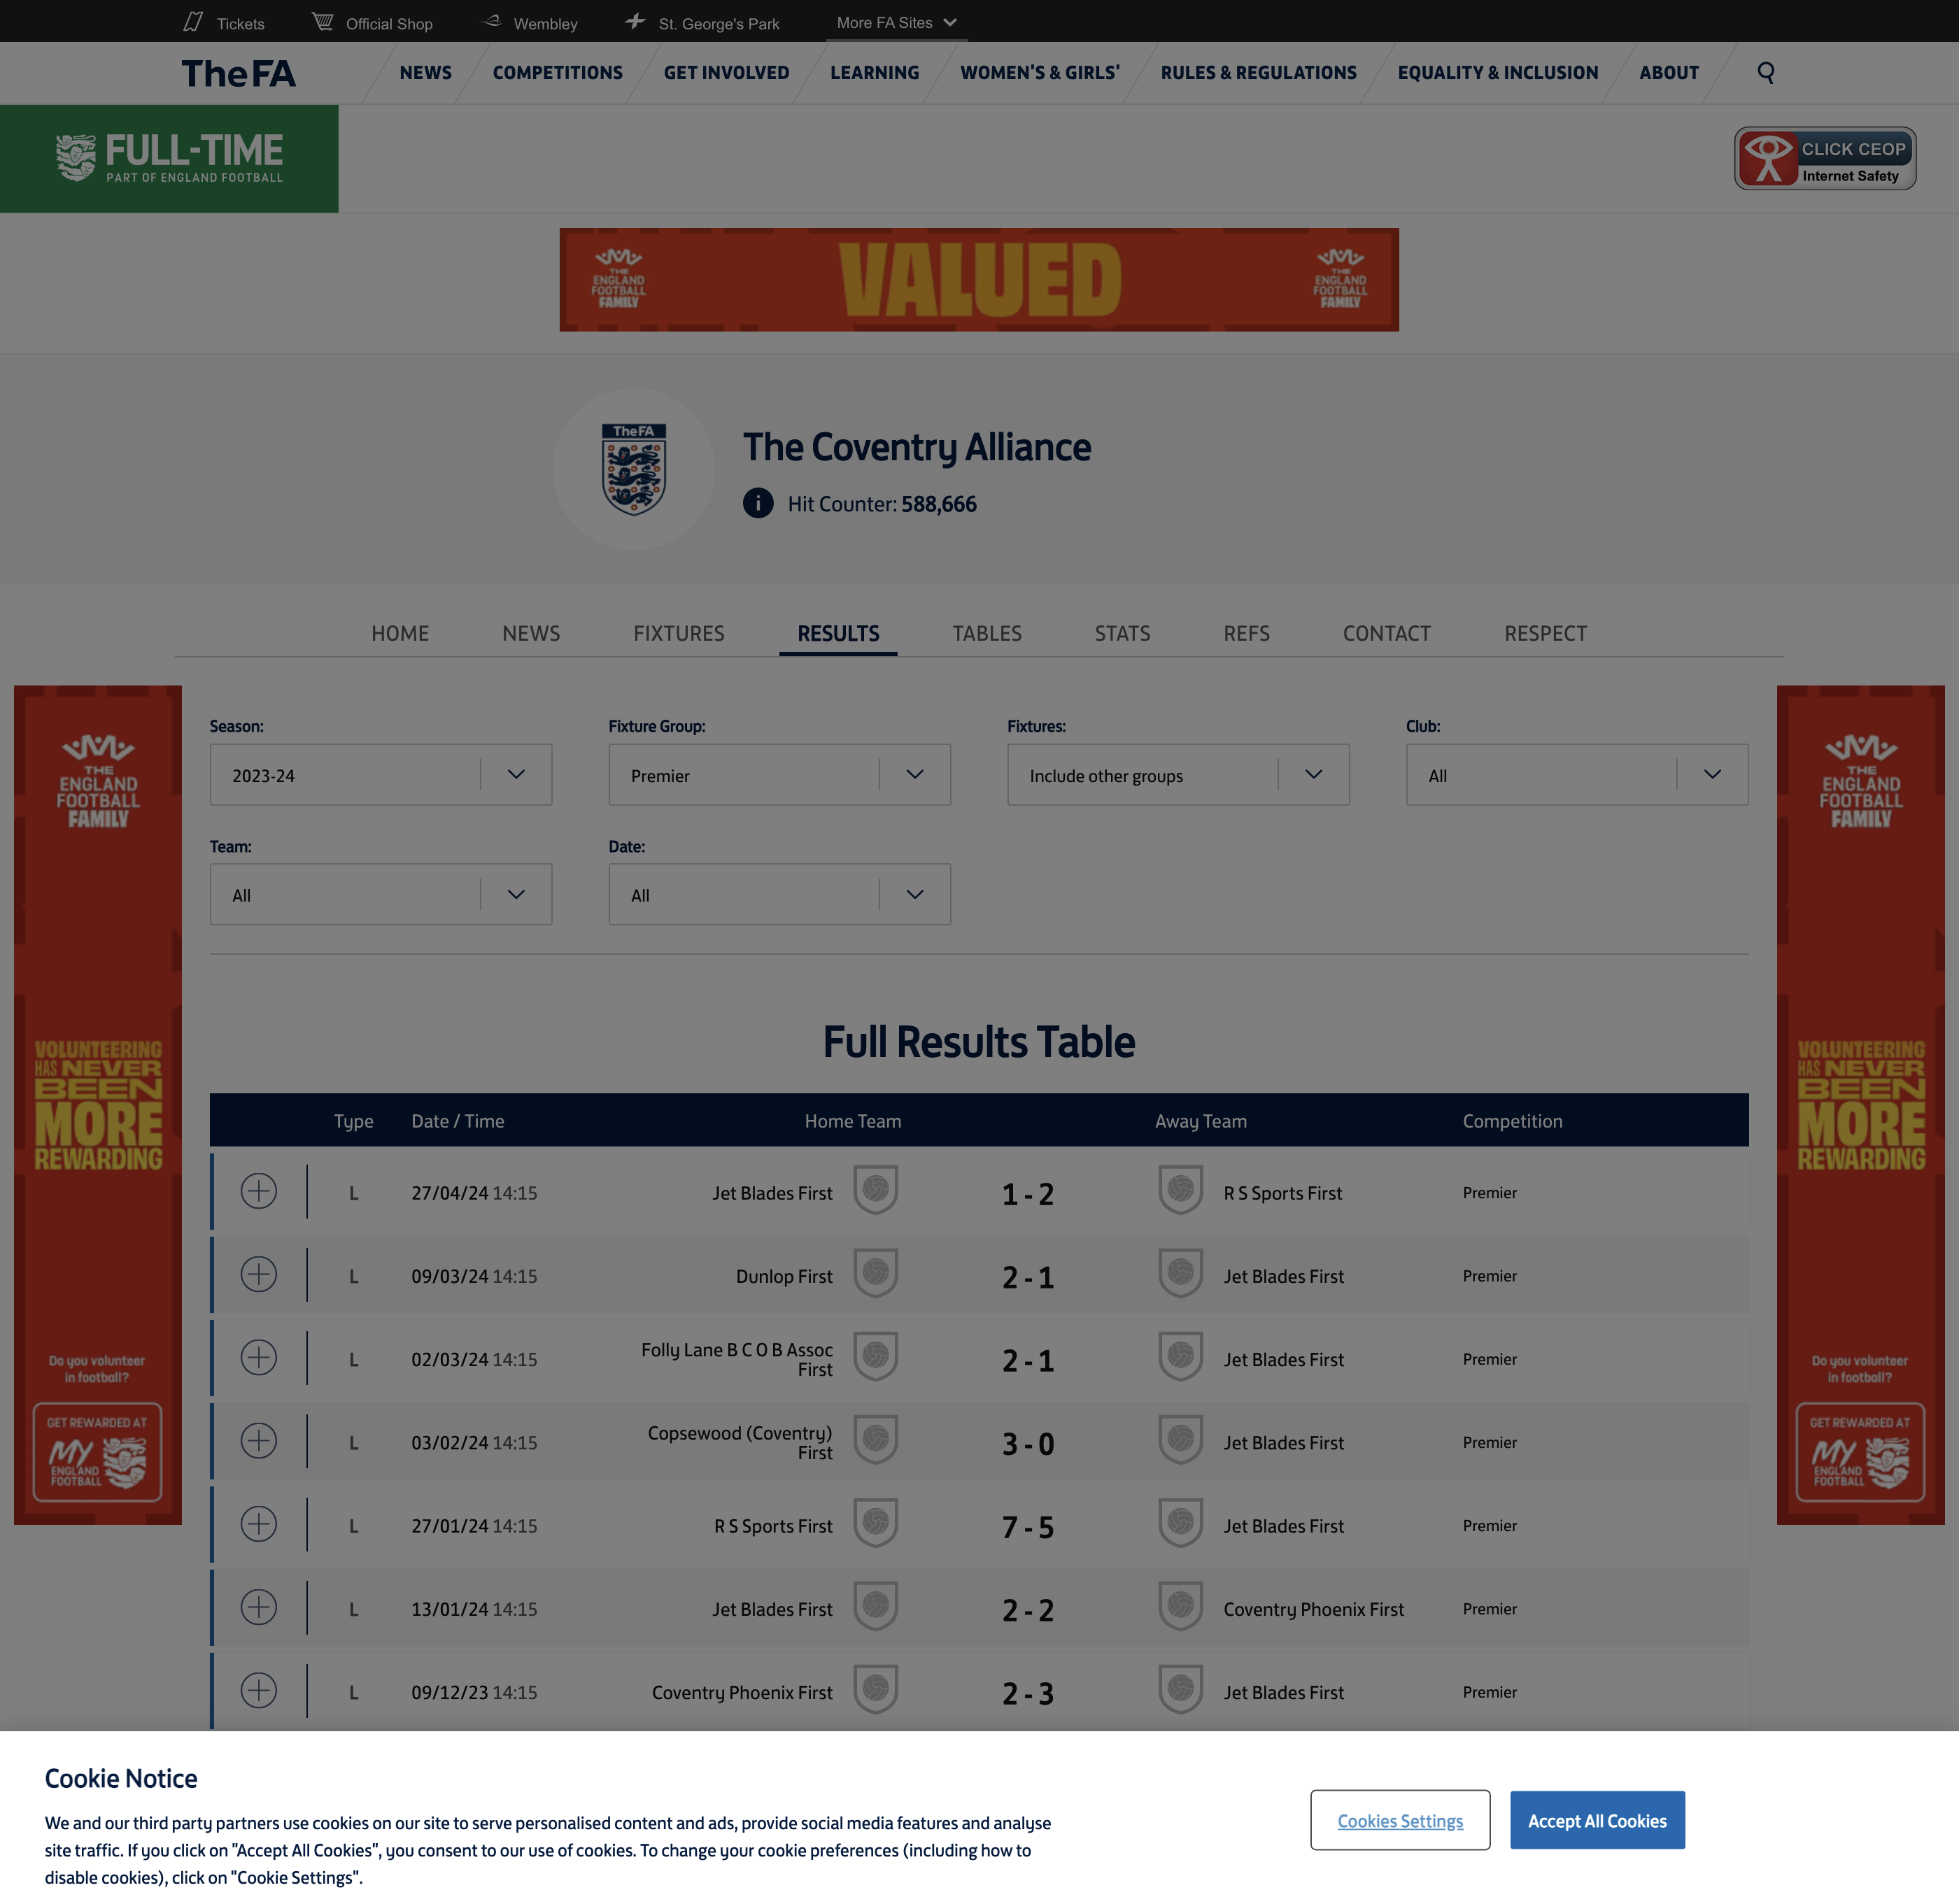 Tickets Official Shop Wembley St. George's Park More FA Sites
TheFA NEWS COMPETITIONS GET INVOLVED LEARNING WOMEN'S & GIRLS' RULES & REGULATIONS EQUALITY & INCLUSION ABOUT
FULL-TIME
PART OF ENGLAND FOOTBALL
CLICK CEOP
Internet Safety
THE
ENGLAND
FOOTBALL
FAMILY
VALUED
THE
ENGLAND
FOOTBALL
FAMILY
TheFA
The Coventry Alliance
Hit Counter: 588,666
HOME NEWS FIXTURES RESULTS TABLES STATS REFS CONTACT RESPECT
THE
ENGLAND
FOOTBALL
FAMILY
VOLUNTEERING
HAS NEVER
BEEN
MORE
REWARDING
Do you volunteer
in football?
GET REWARDED AT
MY
ENGLAND
FOOTBALL
Season: Fixture Group: Fixtures: Club:
2023-24 Premier Include other groups All
Team: Date:
All All
Full Results Table
Type Date / Time Home Team Away Team Competition
L 27/04/24 14:15 Jet Blades First 1 - 2 R S Sports First Premier
L 09/03/24 14:15 Dunlop First 2 - 1 Jet Blades First Premier
L 02/03/24 14:15 Folly Lane B C O B Assoc
First 2 - 1 Jet Blades First Premier
L 03/02/24 14:15 Copsewood (Coventry)
First 3 - 0 Jet Blades First Premier
L 27/01/24 14:15 R S Sports First 7 - 5 Jet Blades First Premier
L 13/01/24 14:15 Jet Blades First 2 - 2 Coventry Phoenix First Premier
L 09/12/23 14:15 Coventry Phoenix First 2 - 3 Jet Blades First Premier
THE
ENGLAND
FOOTBALL
FAMILY
VOLUNTEERING
HAS NEVER
BEEN
MORE
REWARDING
Do you volunteer
in football?
GET REWARDED AT
MY
ENGLAND
FOOTBALL
Cookie Notice
We and our third party partners use cookies on our site to serve personalised content and ads, provide social media features and analyse
site traffic. If you click on "Accept All Cookies", you consent to our use of cookies. To change your cookie preferences (including how to
disable cookies), click on "Cookie Settings".
Cookies Settings
Accept All Cookies